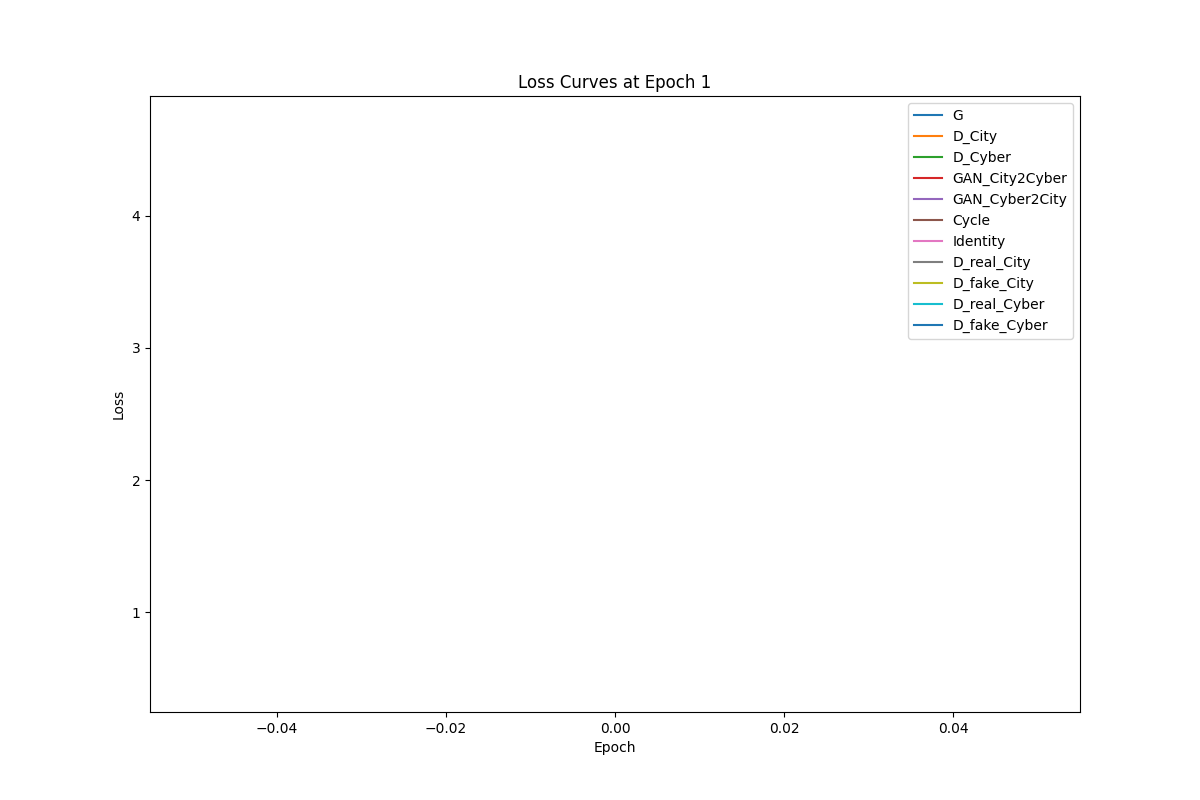 Loss Curves at Epoch 1
G
D_City
D_Cyber
GAN_City2Cyber
GAN_Cyber2City
Cycle
Identity
D_real_City
D_fake_City
D_real_Cyber
D_fake_Cyber
4
3
2
1
Loss
−0.04 −0.02 0.00 0.02 0.04
Epoch